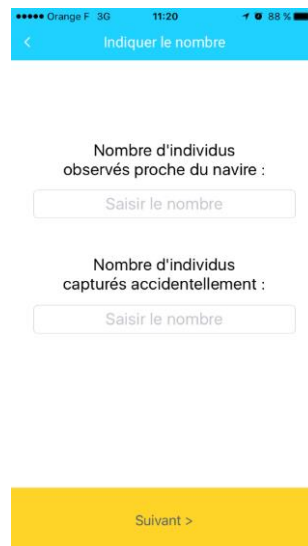 Orange F 3G 11:20 88 %
Indiquer le nombre
Nombre d'individus
observés proche du navire :
Saisir le nombre
Nombre d'individus
capturés accidentellement :
Saisir le nombre
Suivant >